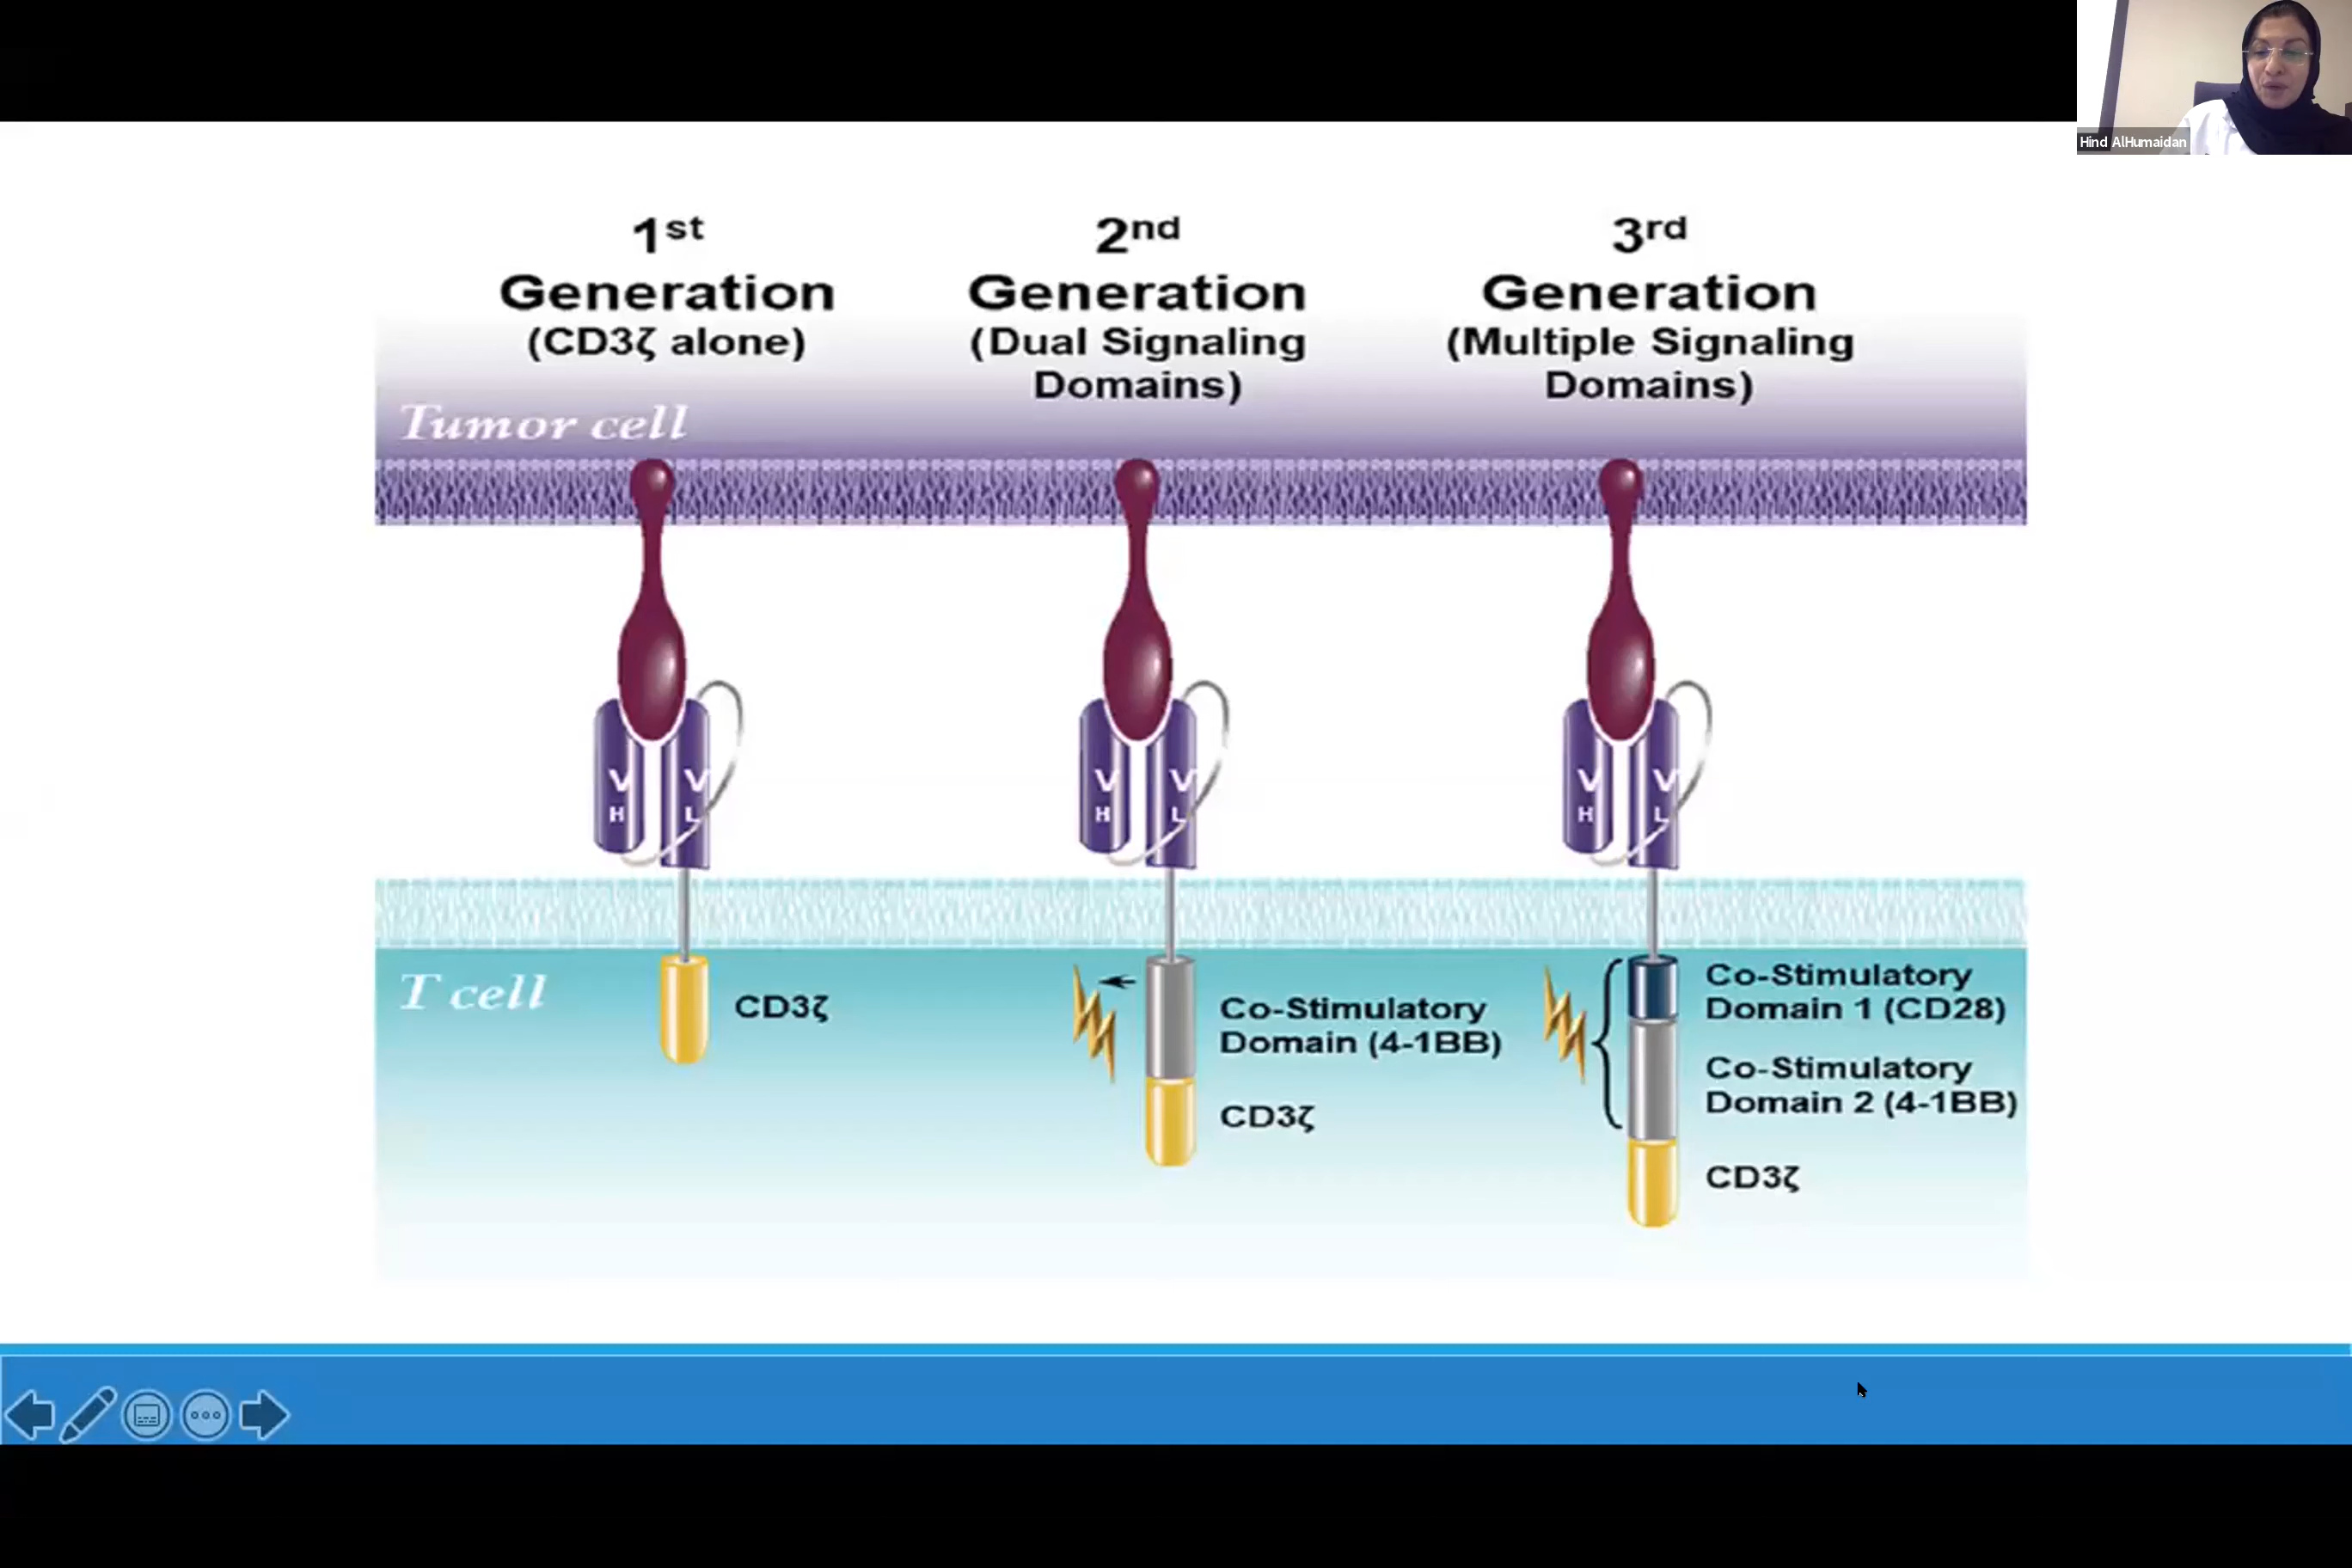 Hind AlHumaidan
1st
Generation
(CD3ζ alone)
2nd
Generation
(Dual Signaling
Domains)
3rd
Generation
(Multiple Signaling
Domains)
Tumor cell
V
H
V
L
V
H
V
L
V
H
V
L
T cell
CD3ζ
Co-Stimulatory
Domain (4-1BB)
CD3ζ
Co-Stimulatory
Domain 1 (CD28)
Co-Stimulatory
Domain 2 (4-1BB)
CD3ζ